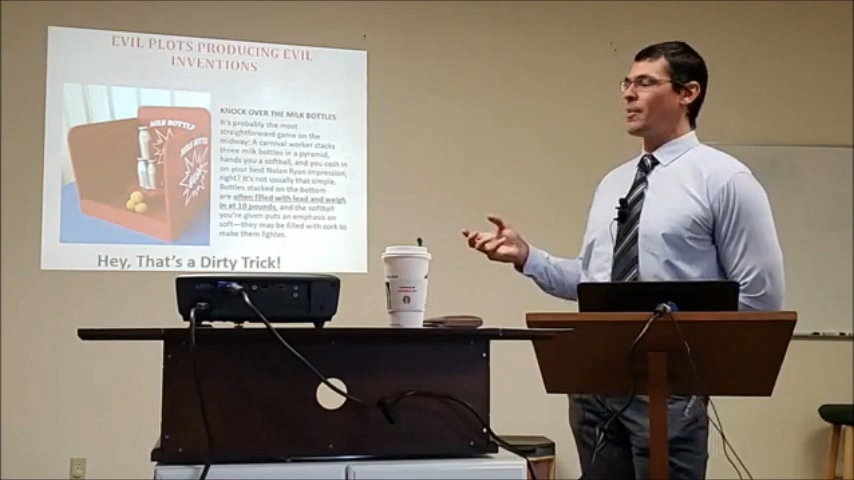 EVIL PLOTS PRODUCING EVIL
INVENTIONS
KNOCK OVER THE MILK BOTTLES
It's probably the most
straightforward game on the
midway: A carnival worker stacks
three milk bottles in a pyramid,
hands you a softball, and you cash in
on your best Nolan Ryan impression,
right? It's not usually that simple.
Bottles stacked on the bottom
are often filled with lead and weigh
in at 10 pounds, and the softball
you're given puts an emphasis on
soft—they may be filled with cork to
make them lighter.
MILK BOTTLE
Hey, That's a Dirty Trick!